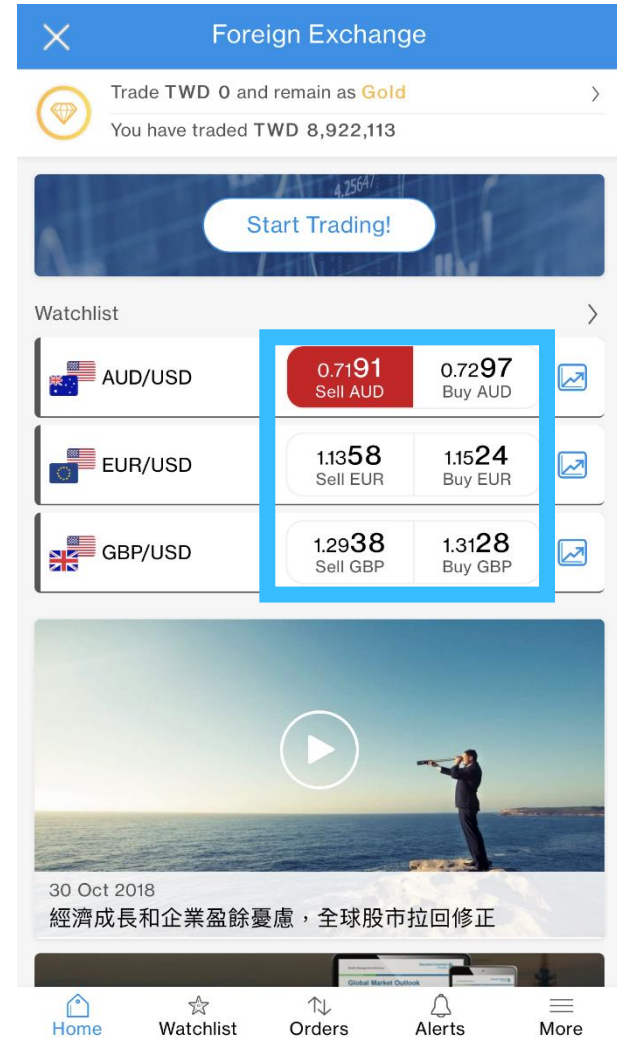 Foreign Exchange
Trade TWD 0 and remain as Gold
You have traded TWD 8,922,113
4.2564
Start Trading!
Watchlist
AUD/USD
0.7191
Sell AUD
0.7297
Buy AUD
EUR/USD
1.1358
Sell EUR
1.1524
Buy EUR
GBP/USD
1.2938
Sell GBP
1.3128
Buy GBP
30 Oct 2018
經濟成長和企業盈餘憂慮，全球股市拉回修正
Global Market Outlook
Home
Watchlist
Orders
Alerts
More